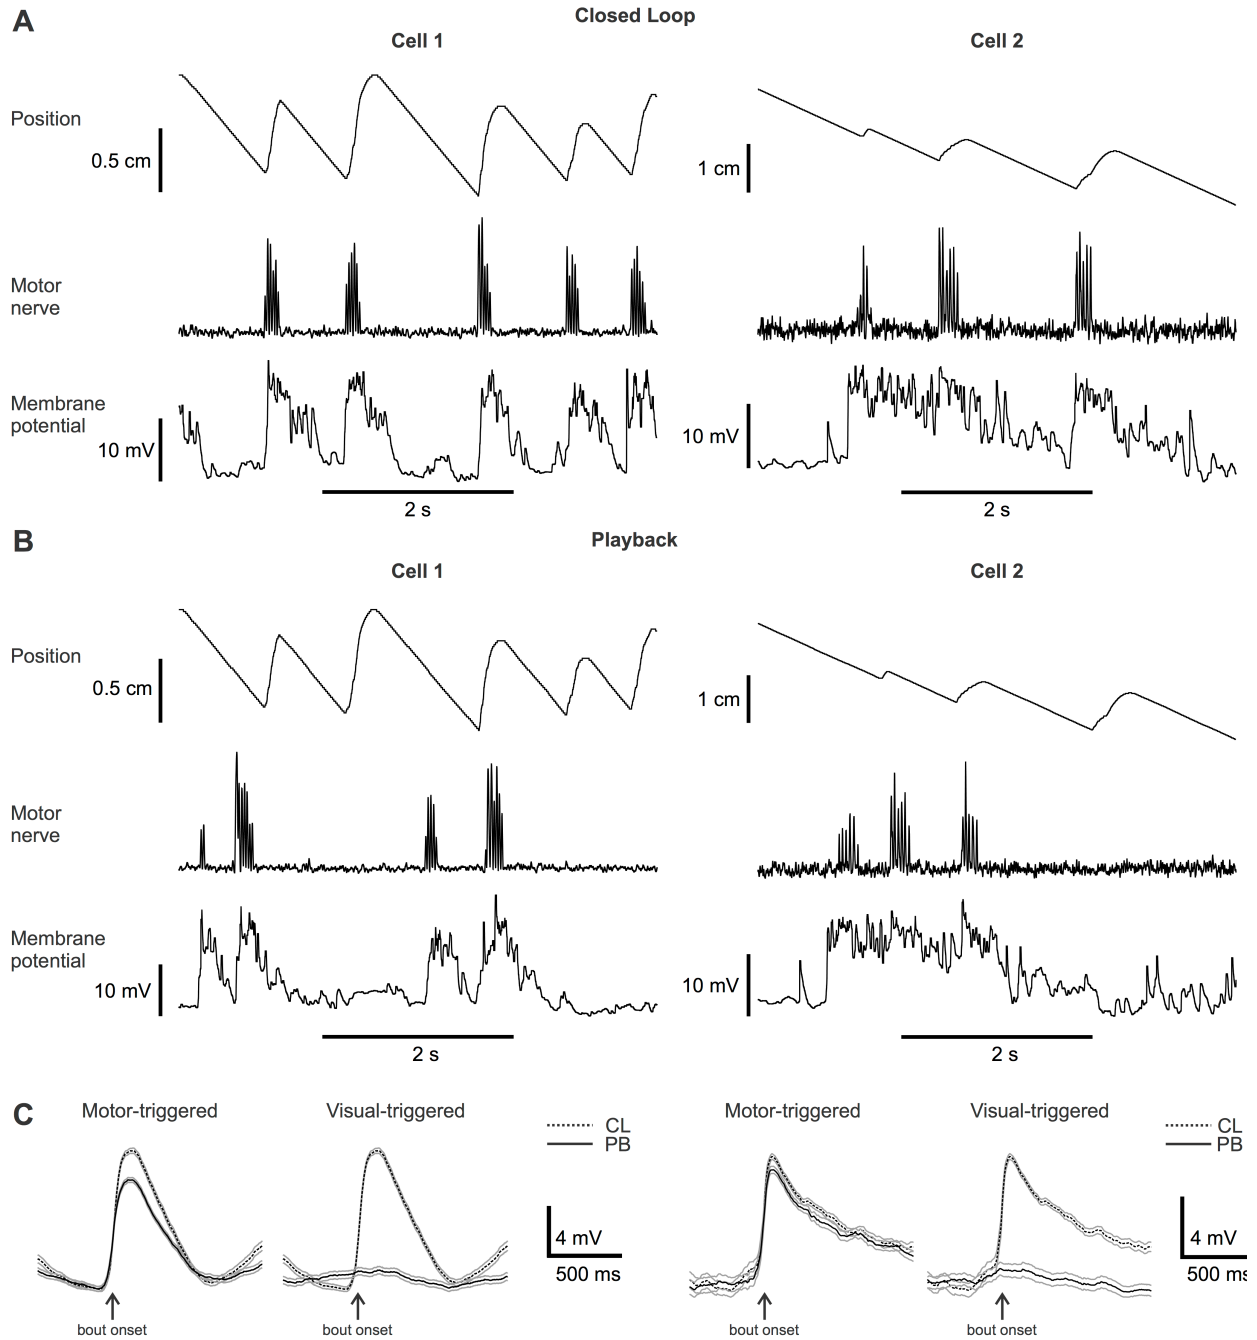 A
Closed Loop
Cell 1
Cell 2
Position
0.5 cm
1 cm
Motor
nerve
Membrane
potential
10 mV
10 mV
2 s
2 s
B
Playback
Cell 1
Cell 2
Position
0.5 cm
1 cm
Motor
nerve
Membrane
potential
10 mV
10 mV
2 s
2 s
C
Motor-triggered
Visual-triggered
CL
PB
4 mV
500 ms
bout onset
bout onset
Motor-triggered
Visual-triggered
CL
PB
4 mV
500 ms
bout onset
bout onset